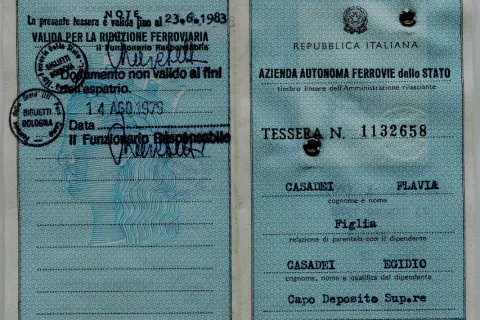 NOTE
La presente tessera è valida fino al 23.6.1983
VALIDA PER LA RIDUZIONE FERROVIARIA
Il Funzionario Responsabile
Documento non valido ai fini
dell'espatrio.
BIGLIETTI
BOLOGNA
BIGLIETTI
BOLOGNA
14 AGO 1979
Data
Il Funzionario Responsabile
REPUBBLICA ITALIANA
AZIENDA AUTONOMA FERROVIE dello STATO
timbro lineare dell'Amministrazione rilasciante
TESSERA N. 1132658
CASADEI FLAVIA
cognome e nome
Figlia
relazione di parentela con il dipendente
CASADEI EGIDIO
cognome, nome e qualifica del dipendente
Capo Deposito Sup.re